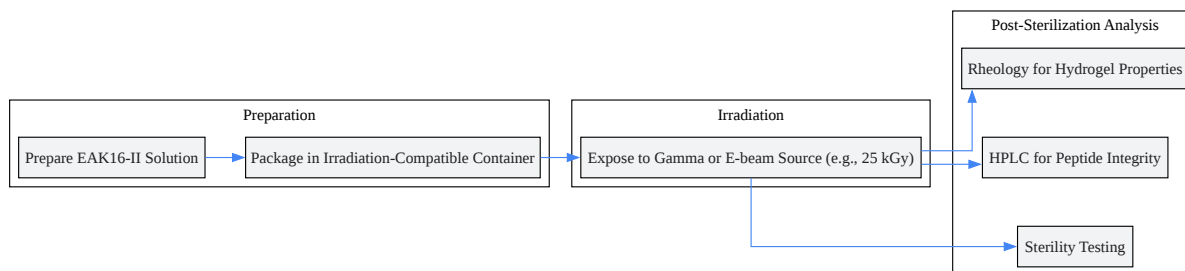 Preparation
Prepare EAK16-II Solution
Package in Irradiation-Compatible Container
Irradiation
Expose to Gamma or E-beam Source (e.g., 25 kGy)
Post-Sterilization Analysis
Rheology for Hydrogel Properties
HPLC for Peptide Integrity
Sterility Testing